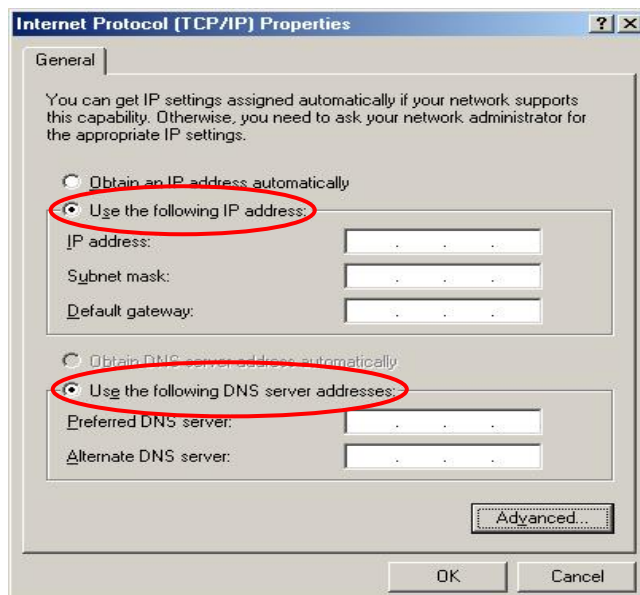 Internet Protocol (TCP/IP) Properties
General
You can get IP settings assigned automatically if your network supports
this capability. Otherwise, you need to ask your network administrator for
the appropriate IP settings.
Obtain an IP address automatically
Use the following IP address:
IP address:
Subnet mask:
Default gateway:
Obtain DNS server address automatically
Use the following DNS server addresses:
Preferred DNS server:
Alternate DNS server:
Advanced...
OK Cancel